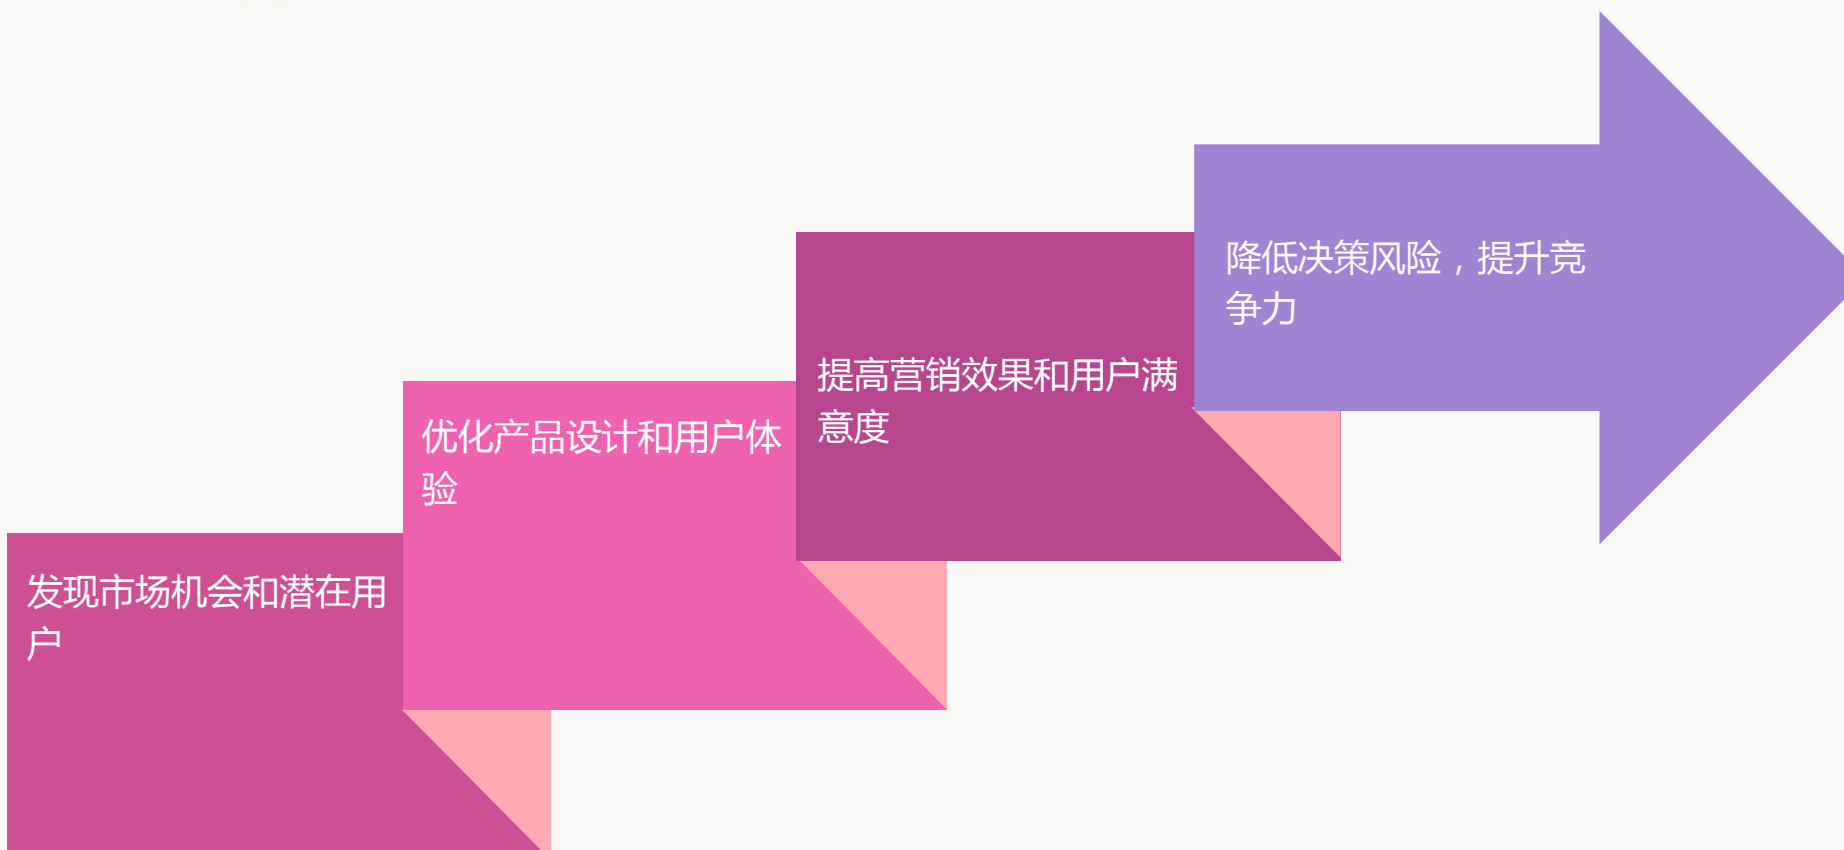 降低决策风险，提升竞
争力
提高营销效果和用户满
意度
优化产品设计和用户体
验
发现市场机会和潜在用
户